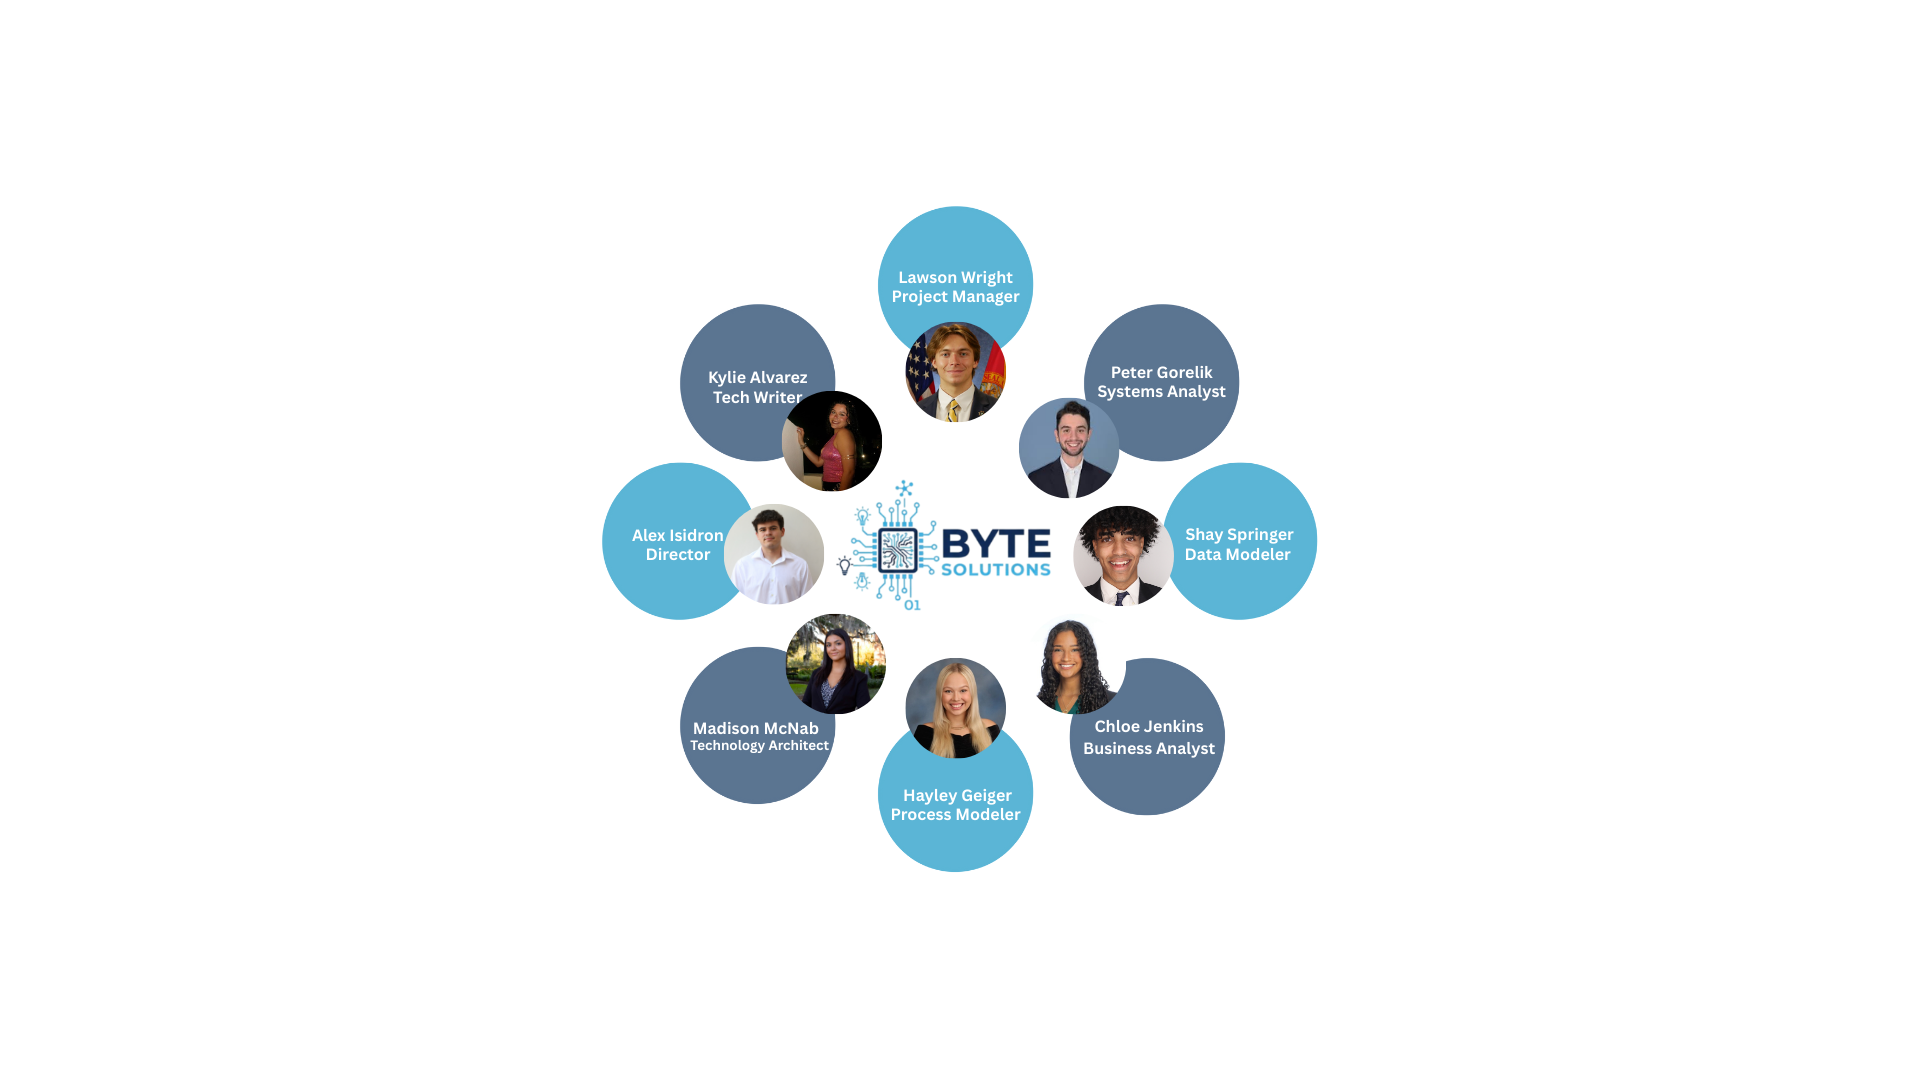 Lawson Wright
Project Manager
Kylie Alvarez
Tech Writer
Peter Gorelik
Systems Analyst
Alex Isidron
Director
BYTE
SOLUTIONS
01
Shay Springer
Data Modeler
Madison McNab
Technology Architect
Chloe Jenkins
Business Analyst
Hayley Geiger
Process Modeler